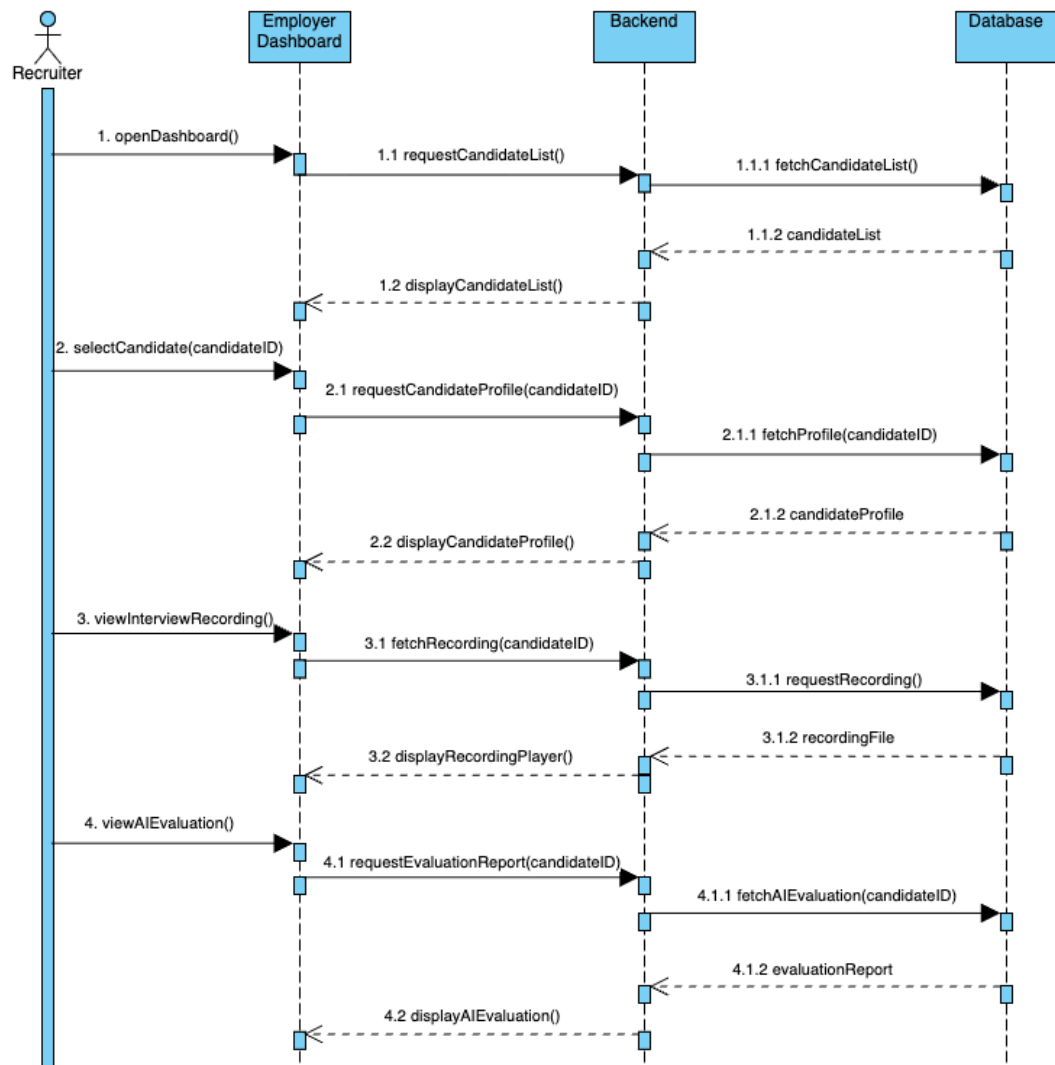 Employer
Dashboard
Backend
Database
Recruiter
1. openDashboard()
1.1 requestCandidateList()
1.1.1 fetchCandidateList()
1.1.2 candidateList
1.2 displayCandidateList()
2. selectCandidate(candidateID)
2.1 requestCandidateProfile(candidateID)
2.1.1 fetchProfile(candidateID)
2.1.2 candidateProfile
2.2 displayCandidateProfile()
3. viewInterviewRecording()
3.1 fetchRecording(candidateID)
3.1.1 requestRecording()
3.1.2 recordingFile
3.2 displayRecordingPlayer()
4. viewAIEvaluation()
4.1 requestEvaluationReport(candidateID)
4.1.1 fetchAIEvaluation(candidateID)
4.1.2 evaluationReport
4.2 displayAIEvaluation()